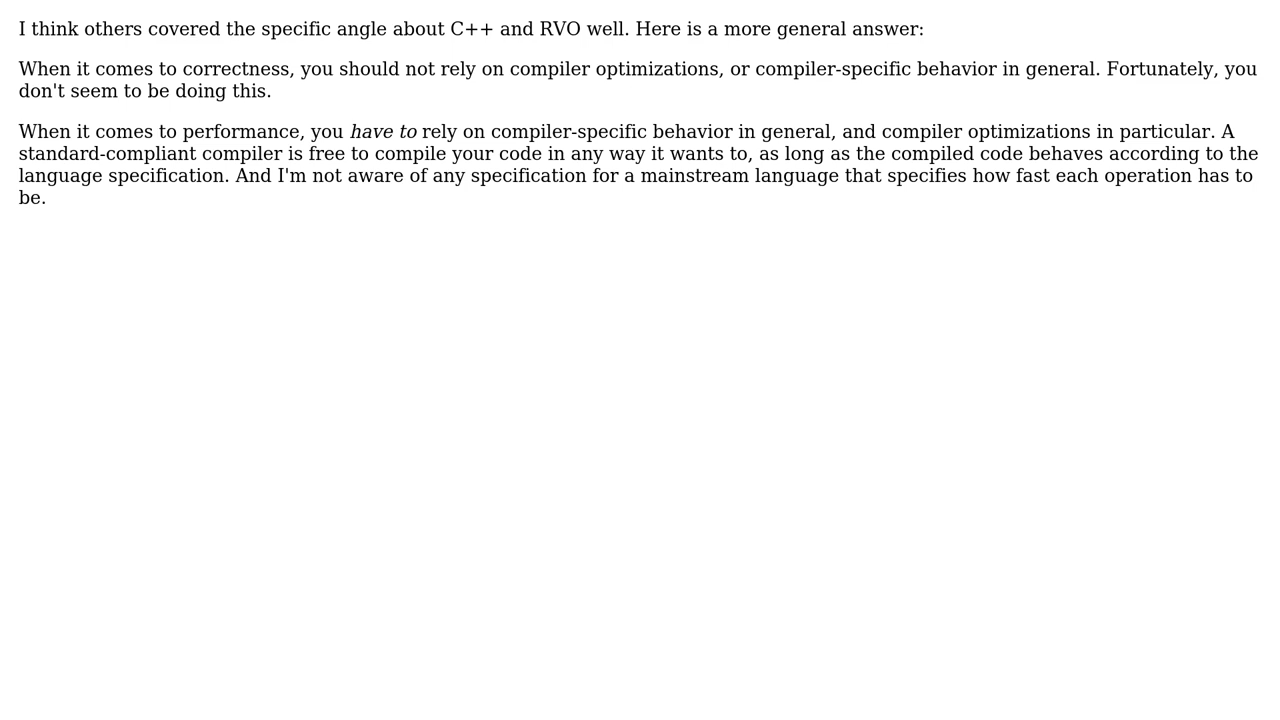 I think others covered the specific angle about C++ and RVO well. Here is a more general answer:
When it comes to correctness, you should not rely on compiler optimizations, or compiler-specific behavior in general. Fortunately, you
don't seem to be doing this.
When it comes to performance, you have to rely on compiler-specific behavior in general, and compiler optimizations in particular. A
standard-compliant compiler is free to compile your code in any way it wants to, as long as the compiled code behaves according to the
language specification. And I'm not aware of any specification for a mainstream language that specifies how fast each operation has to
be.